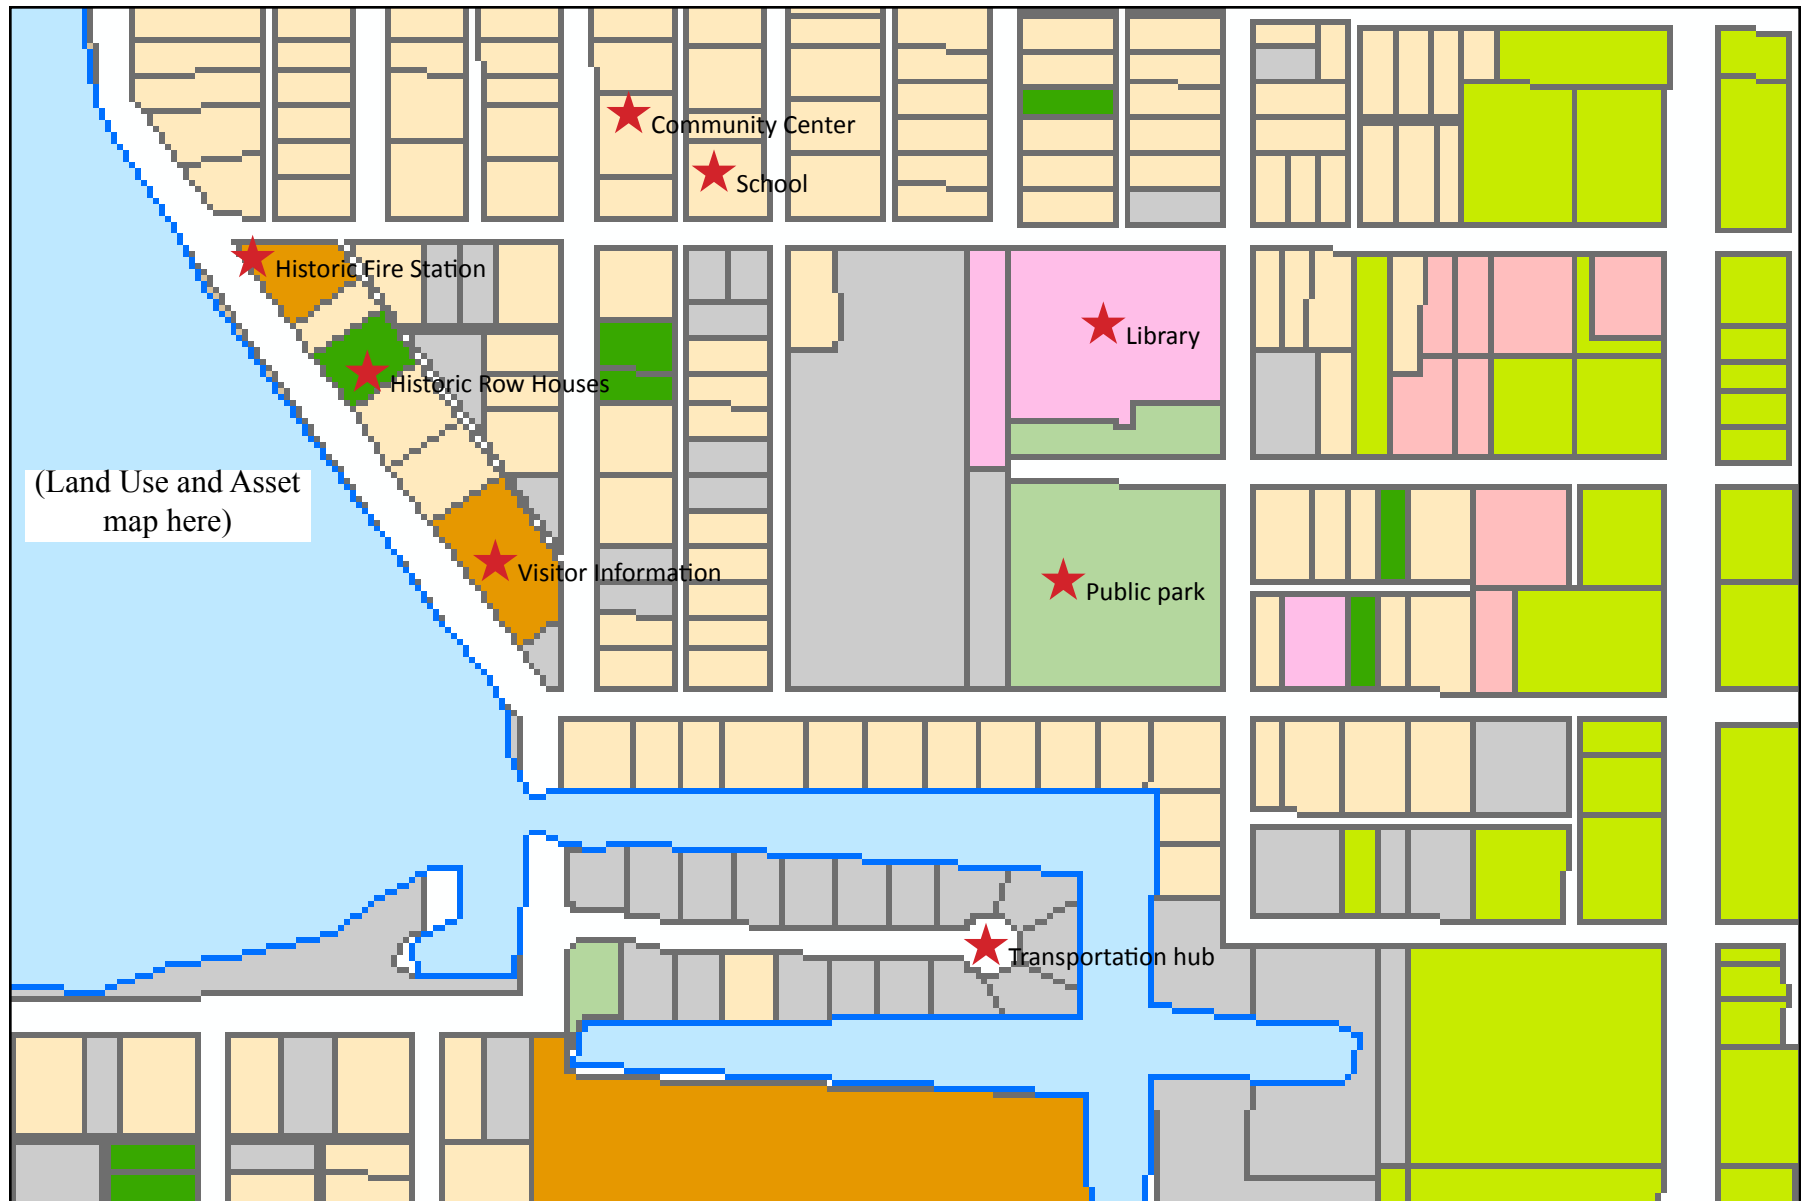 Community Center
School
Historic Fire Station
Library
Historic Row Houses
(Land Use and Asset
map here)
Visitor Information
Public park
Transportation hub